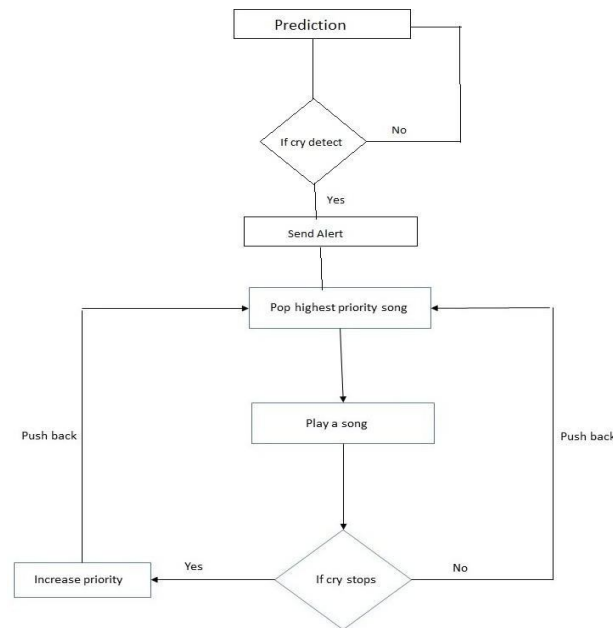 Prediction
If cry detect
No
Yes
Send Alert
Pop highest priority song
Play a song
Push back
Push back
If cry stops
Yes
No
Increase priority